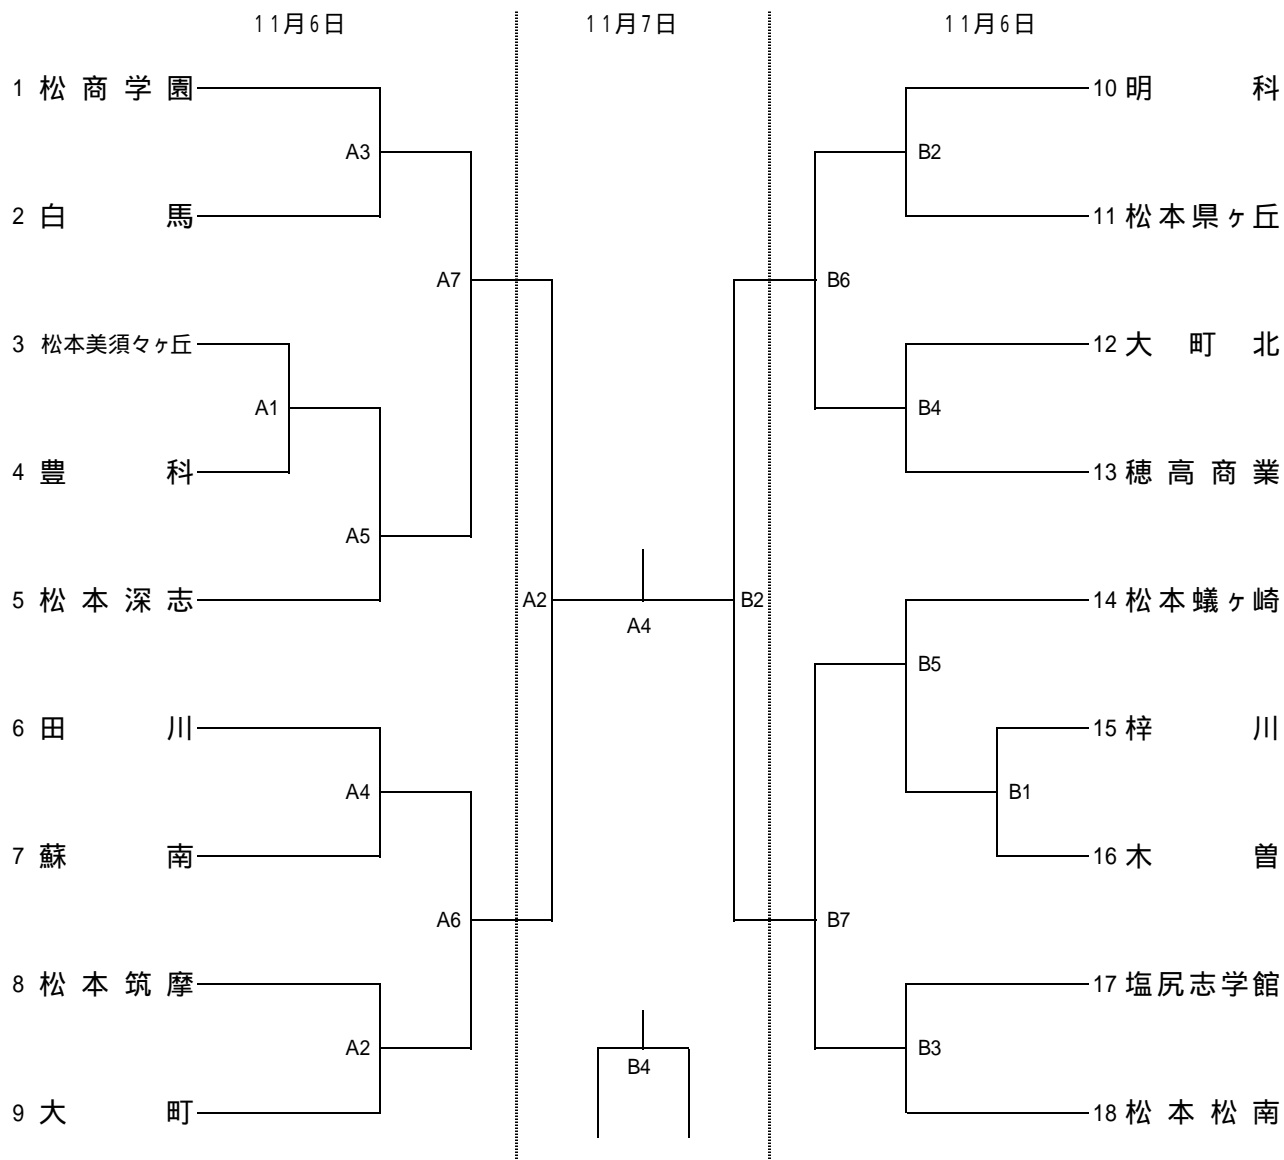 11月6日 11月7日 11月6日
1 松商学園
A3
2 白馬
A7
3 松本美須々ヶ丘
A1
4 豊科
A5
5 松本深志
6 田川
A4
7 蘇南
A6
8 松本筑摩
A2
9 大町
A2
A4
B2
B4
10 明科
B2
11 松本県ヶ丘
B6
12 大町北
B4
13 穂高商業
14 松本蟻ヶ崎
B5
15 梓川
B1
16 木曽
B7
17 塩尻志学館
B3
18 松本松南